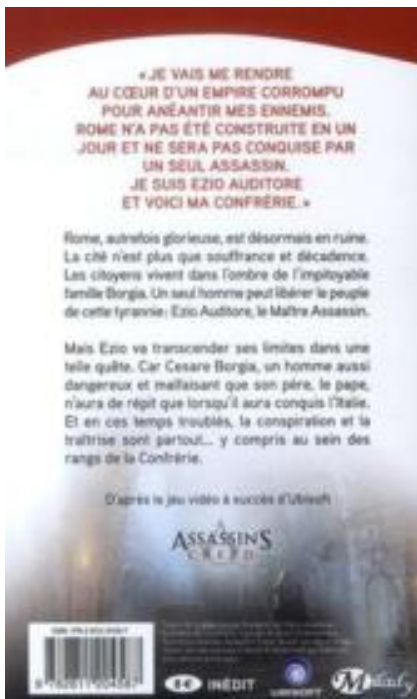 « JE VAIS ME RENDRE
AU CŒUR D'UN EMPIRE CORROMPU
POUR ANÉANTIR MES ENNEMIS.
ROME N'A PAS ÉTÉ CONSTRUITE EN UN
JOUR ET NE SERA PAS CONQUISE PAR
UN SEUL ASSASSIN.
JE SUIS EZIO AUDITORE
ET VOICI MA CONFRÉRIE. »
Rome, autrefois glorieuse, est désormais en ruine.
La cité n'est plus que souffrance et décadence.
Les citoyens vivent dans l'ombre de l'impitoyable
famille Borgia. Un seul homme peut libérer le peuple
de cette tyrannie : Ezio Auditore, le Maître Assassin.
Mais Ezio va transcender ses limites dans une
telle quête. Car Cesare Borgia, un homme aussi
dangereux et malfaisant que son père, le pape,
n'aura de répit que lorsqu'il aura conquis l'Italie.
Et en ces temps troublés, la conspiration et la
traîtrise sont partout... y compris au sein des
rangs de la Confrérie.
D'après le jeu vidéo à succès d'Ubisoft
ASSASSIN'S
CREED
INÉDIT
UBISOFT
Milady